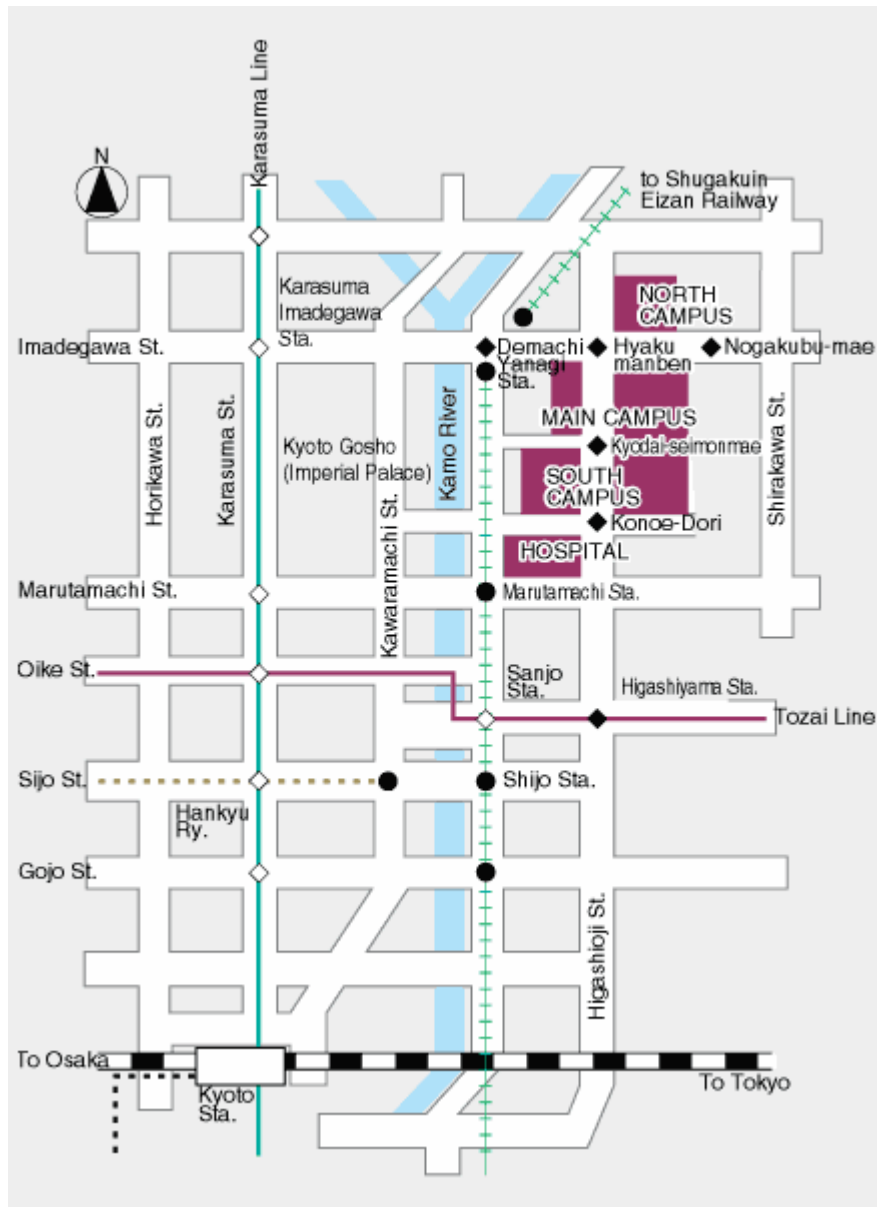 Karasuma Line
N
to Shugakuin
Eizan Railway
Karasuma
Imadegawa
Sta.
NORTH
CAMPUS
Imadegawa St.
Demachi
Yanagi
Sta.
Hyaku
manben
Nogakubu-mae
MAIN CAMPUS
Kyodai-seimonmae
Horikawa St.
Karasuma St.
Kyoto Gosho
(Imperial Palace)
Kawaramachi St.
Kamo River
SOUTH
CAMPUS
Shirakawa St.
Konoe-Dori
HOSPITAL
Marutamachi St.
Marutamachi Sta.
Oike St.
Sanjo
Sta.
Higashiyama Sta.
Tozai Line
Sijo St.
Shijo Sta.
Hankyu
Ry.
Gojo St.
Higashioji St.
To Osaka
Kyoto
Sta.
To Tokyo